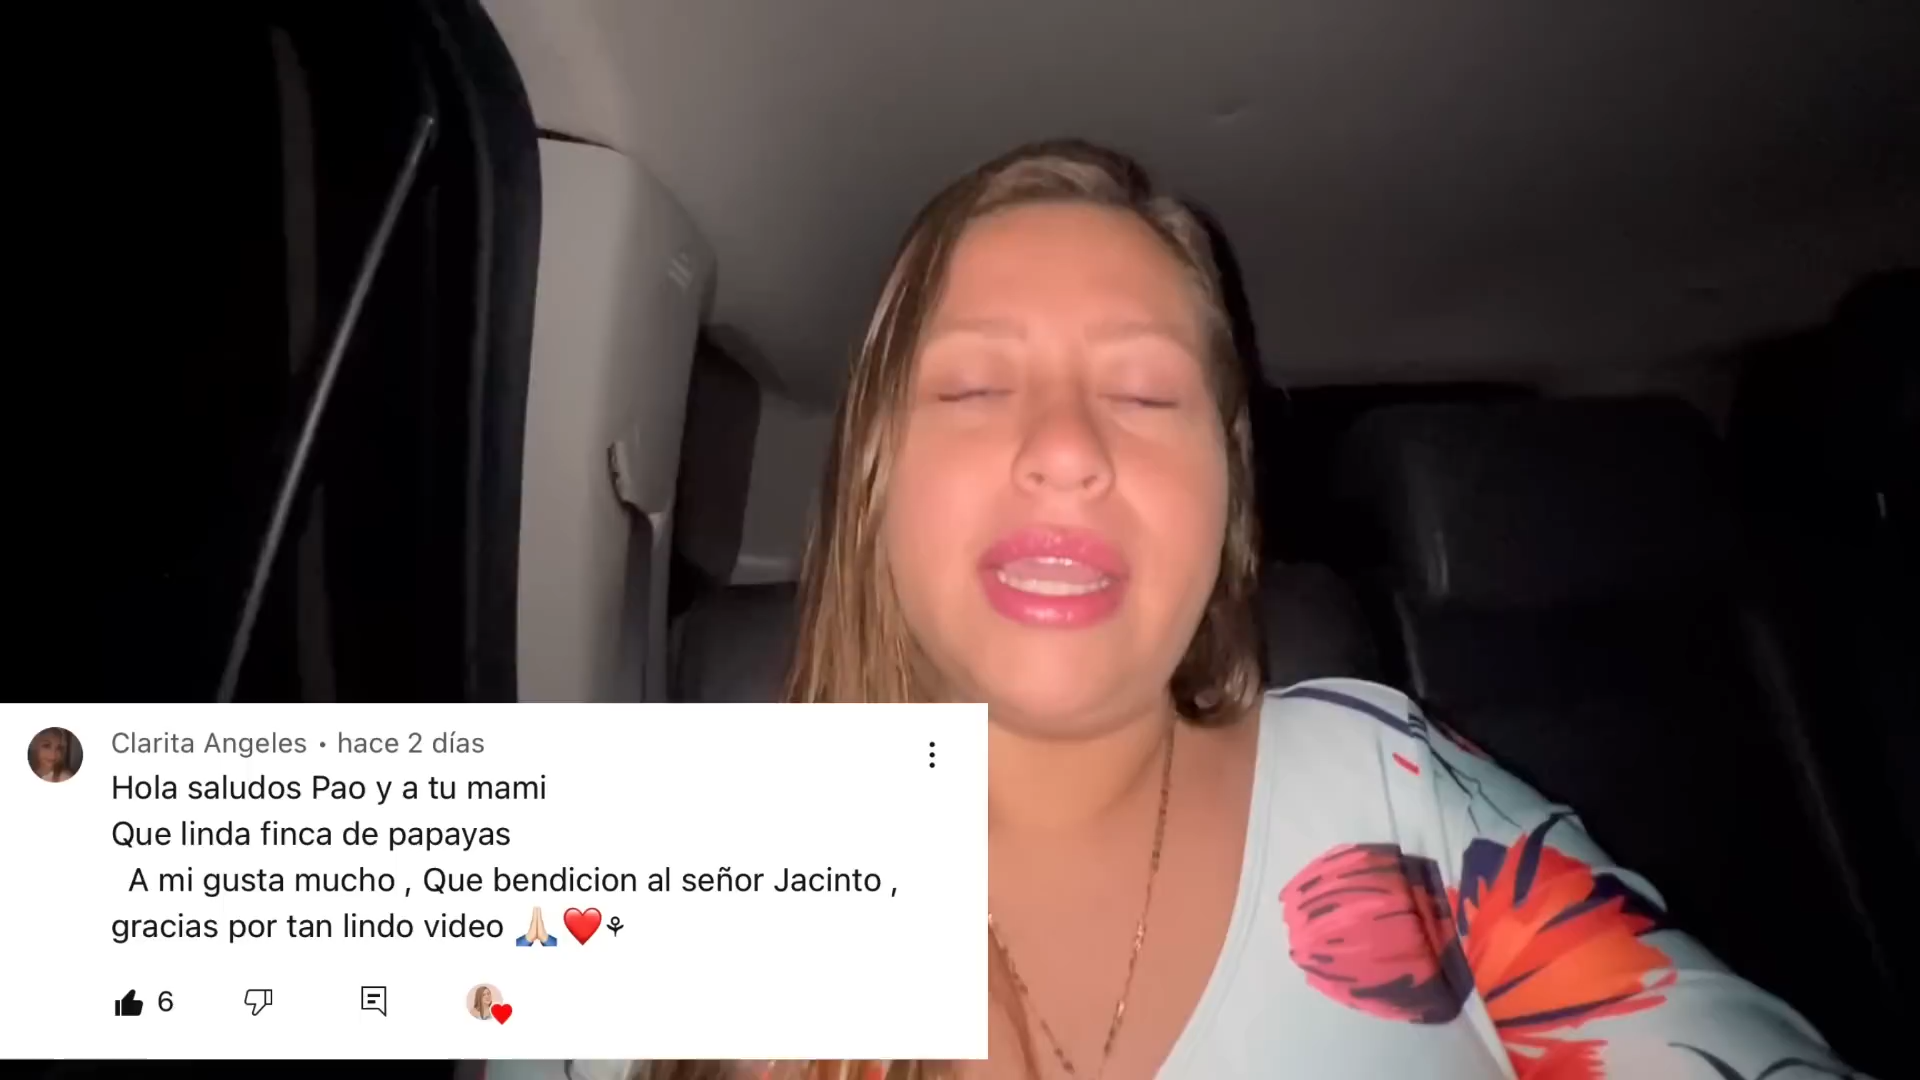 Clarita Angeles • hace 2 días
Hola saludos Pao y a tu mami
Que linda finca de papayas
A mi gusta mucho , Que bendicion al señor Jacinto ,
gracias por tan lindo video 🙏🏻❤️⚘
6